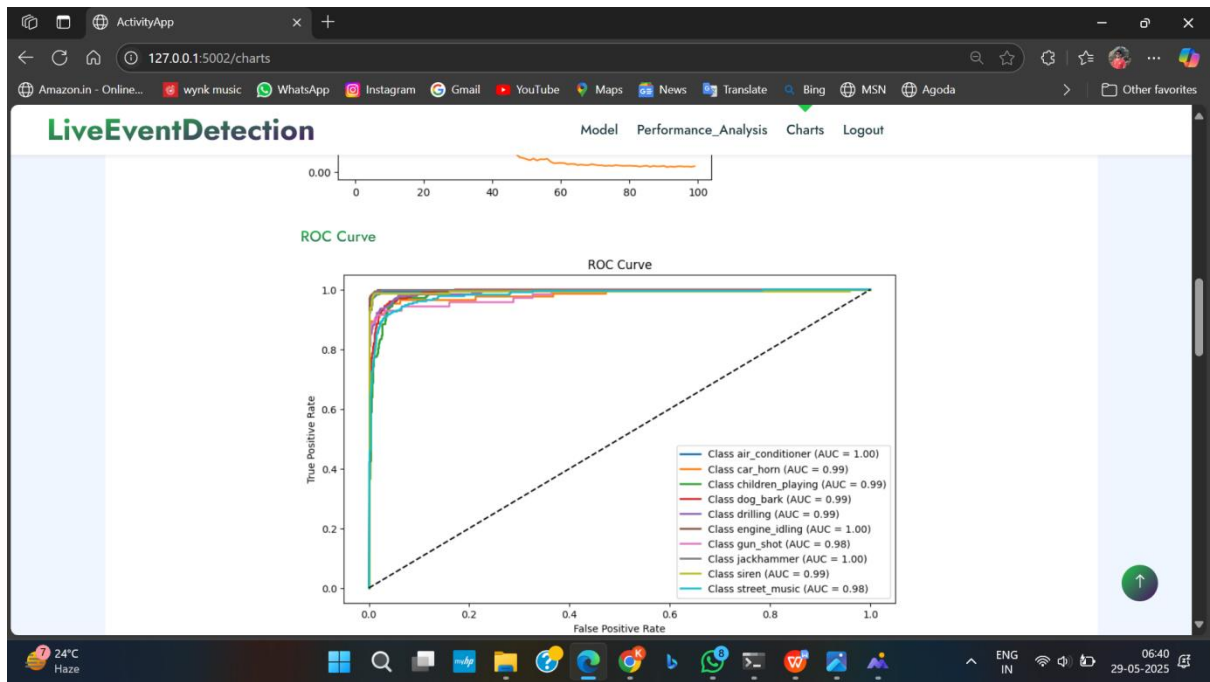 ActivityApp
127.0.0.1:5002/charts
Amazon.in - Online... wynk music WhatsApp Instagram Gmail YouTube Maps News Translate Bing MSN Agoda Other favorites
LiveEventDetection Model Performance_Analysis Charts Logout
0.00
0 20 40 60 80 100
ROC Curve
ROC Curve
1.0
0.8
0.6
0.4
0.2
0.0
True Positive Rate
Class air_conditioner (AUC = 1.00)
Class car_horn (AUC = 0.99)
Class children_playing (AUC = 0.99)
Class dog_bark (AUC = 0.99)
Class drilling (AUC = 0.99)
Class engine_idling (AUC = 1.00)
Class gun_shot (AUC = 0.98)
Class jackhammer (AUC = 1.00)
Class siren (AUC = 0.99)
Class street_music (AUC = 0.98)
0.0 0.2 0.4 0.6 0.8 1.0
False Positive Rate
7 24°C
Haze
myhp
K
8
ENG
IN
06:40
29-05-2025